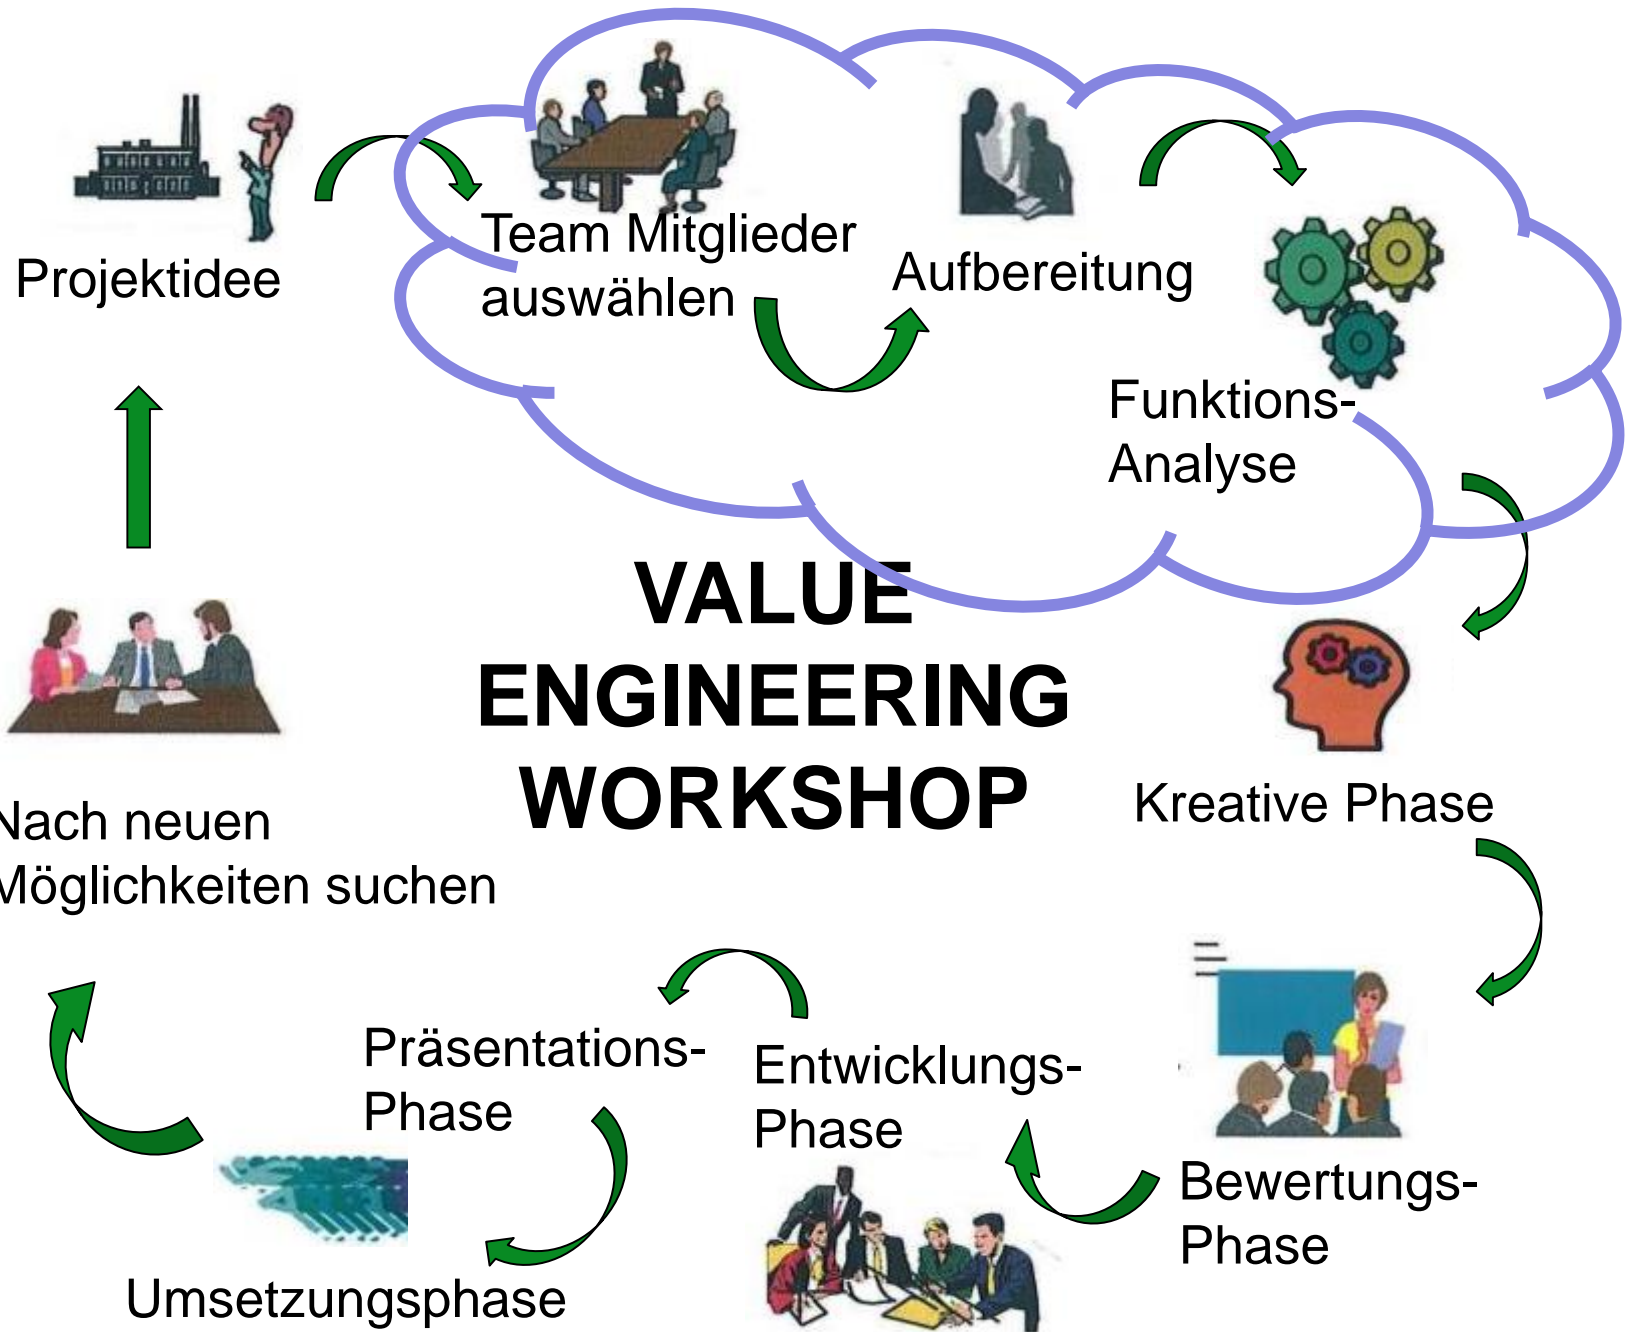 Projektidee
Team Mitglieder
auswählen
Aufbereitung
Funktions-
Analyse
VALUE
ENGINEERING
WORKSHOP
Kreative Phase
Nach neuen
Möglichkeiten suchen
Präsentations-
Phase
Entwicklungs-
Phase
Bewertungs-
Phase
Umsetzungsphase